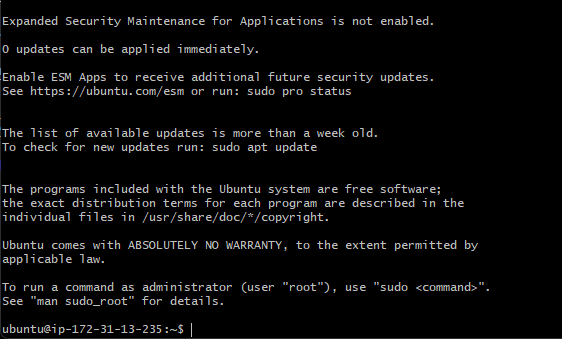 Expanded Security Maintenance for Applications is not enabled.
0 updates can be applied immediately.
Enable ESM Apps to receive additional future security updates.
See https://ubuntu.com/esm or run: sudo pro status
The list of available updates is more than a week old.
To check for new updates run: sudo apt update
The programs included with the Ubuntu system are free software;
the exact distribution terms for each program are described in the
individual files in /usr/share/doc/*/copyright.
Ubuntu comes with ABSOLUTELY NO WARRANTY, to the extent permitted by
applicable law.
To run a command as administrator (user "root"), use "sudo <command>".
See "man sudo_root" for details.
ubuntu@ip-172-31-13-235:~$